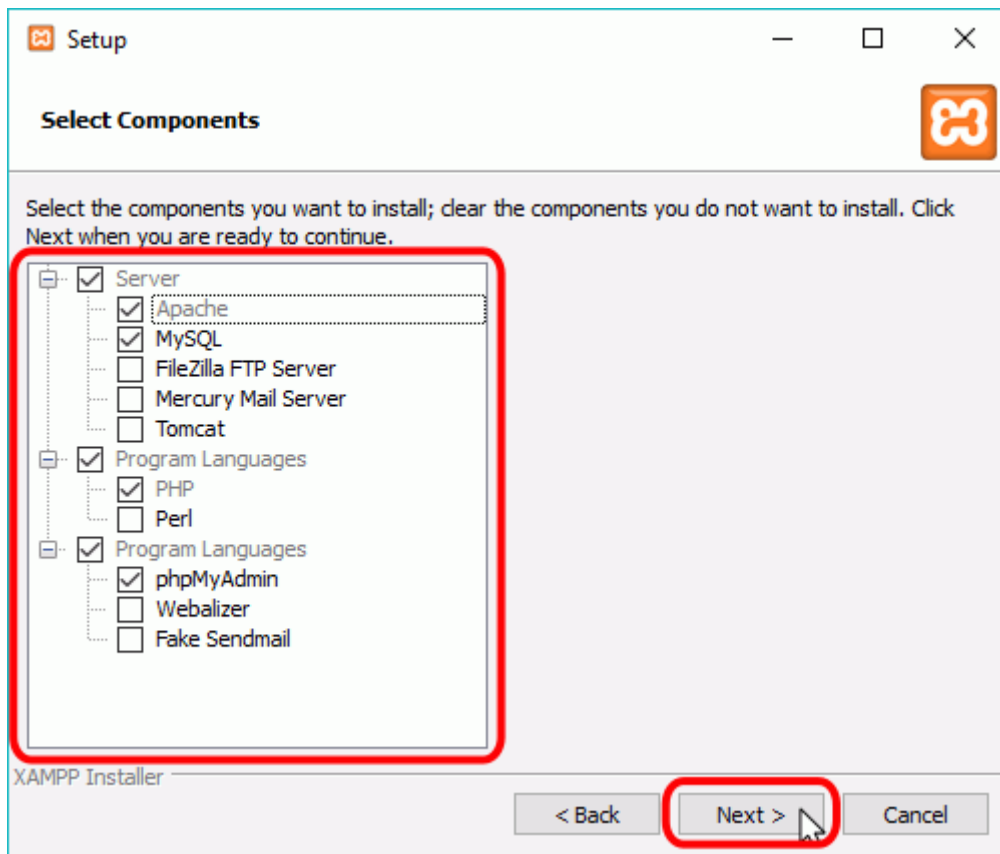 Setup
Select Components
Select the components you want to install; clear the components you do not want to install. Click
Next when you are ready to continue.
Server
Apache
MySQL
FileZilla FTP Server
Mercury Mail Server
Tomcat
Program Languages
PHP
Perl
Program Languages
phpMyAdmin
Webalizer
Fake Sendmail
XAMPP Installer
< Back
Next >
Cancel